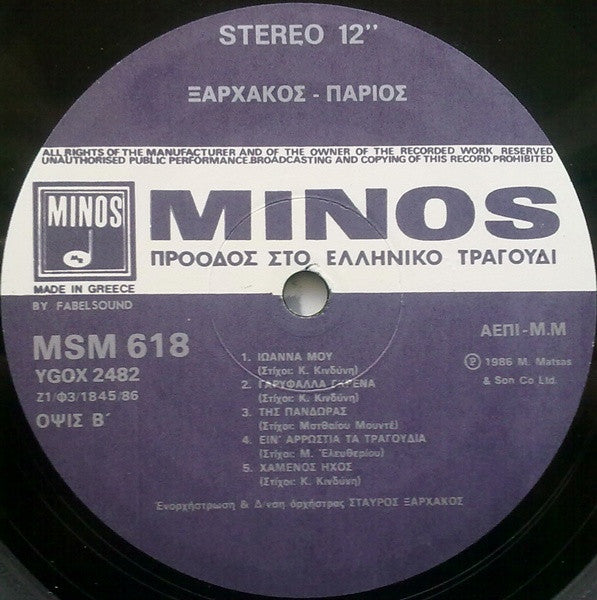 STEREO 12''
ΞΑΡΧΑΚΟΣ - ΠΑΡΙΟΣ
ALL RIGHTS OF THE MANUFACTURER AND OF THE OWNER OF THE RECORDED WORK RESERVED
UNAUTHORISED PUBLIC PERFORMANCE.BROADCASTING AND COPYING OF THIS RECORD PROHIBITED
MINOS
MINOS
ΠΡΟΟΔΟΣ ΣΤΟ ΕΛΛΗΝΙΚΟ ΤΡΑΓΟΥΔΙ
MADE IN GREECE
BY FABELSOUND
MSM 618
YGOX 2482
Ζ1/Φ3/1845/86
ΟΨΙΣ Β΄
ΑΕΠΙ-Μ.Μ
Ⓟ 1986 M. Matsas
& Son Co Ltd.
1. ΙΩΑΝΝΑ ΜΟΥ
(Στίχοι: Κ. Κινδύνη)
2. ΓΑΡΥΦΑΛΛΑ ΓΑΡΕΝΑ
(Στίχοι: Κ. Κινδύνη)
3. ΤΗΣ ΠΑΝΔΩΡΑΣ
(Στίχοι: Ματθαίου Μουντέ)
4. ΕΙΝ' ΑΡΡΩΣΤΙΑ ΤΑ ΤΡΑΓΟΥΔΙΑ
(Στίχοι: Μ. Ἐλευθερίου)
5. ΧΑΜΕΝΟΣ ΗΧΟΣ
(Στίχοι: Κ. Κινδύνη)
Ἐνορχήστρωση & Δ/νση ὀρχήστρας ΣΤΑΥΡΟΣ ΞΑΡΧΑΚΟΣ